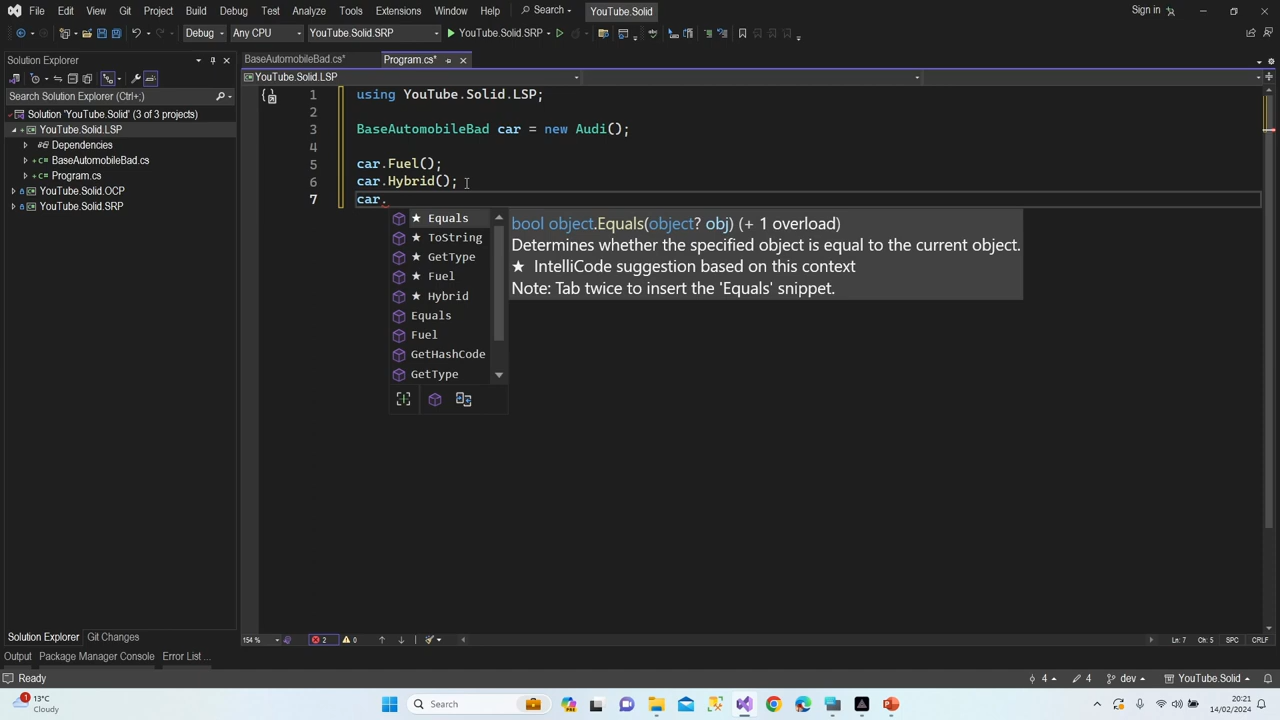 File Edit View Git Project Build Debug Test Analyze Tools Extensions Window Help Search YouTube.Solid Sign in
Debug Any CPU YouTube.Solid.SRP YouTube.Solid.SRP
Solution Explorer
Search Solution Explorer (Ctrl+;)
Solution 'YouTube.Solid' (3 of 3 projects)
YouTube.Solid.LSP
Dependencies
C# BaseAutomobileBad.cs
C# Program.cs
YouTube.Solid.OCP
YouTube.Solid.SRP
Solution Explorer Git Changes
BaseAutomobileBad.cs* Program.cs*
YouTube.Solid.LSP
1 using YouTube.Solid.LSP;
2
3 BaseAutomobileBad car = new Audi();
4
5 car.Fuel();
6 car.Hybrid();
7 car.
★ Equals
★ ToString
★ GetType
★ Fuel
★ Hybrid
Equals
Fuel
GetHashCode
GetType
bool object.Equals(object? obj) (+ 1 overload)
Determines whether the specified object is equal to the current object.
★ IntelliCode suggestion based on this context
Note: Tab twice to insert the 'Equals' snippet.
154 % 2 0 Ln: 7 Ch: 5 SPC CRLF
Output Package Manager Console Error List ...
Ready 4 4 dev YouTube.Solid
13°C
Cloudy
Search
20:21
14/02/2024